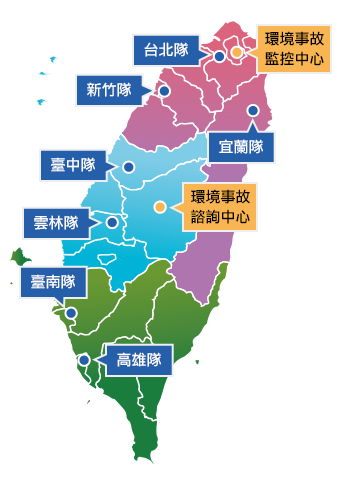 環境事故
監控中心
台北隊
新竹隊
宜蘭隊
臺中隊
環境事故
諮詢中心
雲林隊
臺南隊
高雄隊